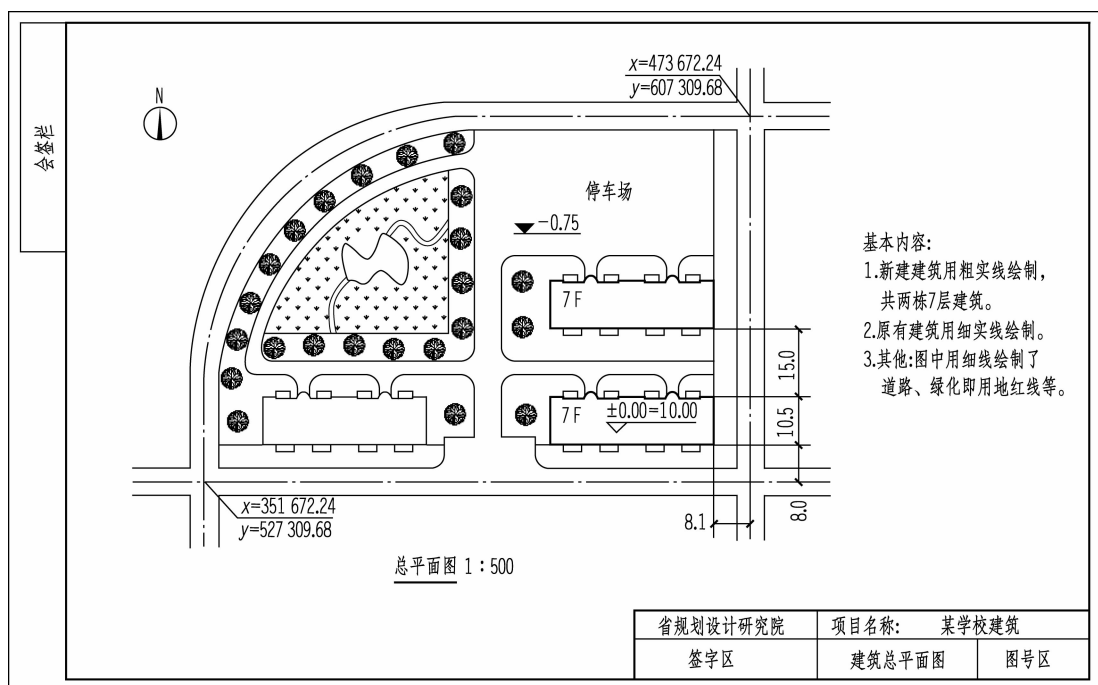 会签栏
N
x=473 672.24
y=607 309.68
停车场
−0.75
7F
7F
±0.00=10.00
15.0
10.5
8.0
8.1
x=351 672.24
y=527 309.68
总平面图 1：500
基本内容:
1.新建建筑用粗实线绘制，
共两栋7层建筑。
2.原有建筑用细实线绘制。
3.其他:图中用细线绘制了
道路、绿化即用地红线等。
省规划设计研究院
项目名称: 某学校建筑
签字区
建筑总平面图
图号区